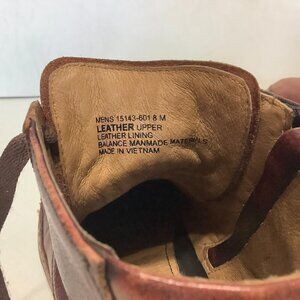 MENS 15143-601 8 M
LEATHER UPPER
LEATHER LINING
BALANCE MANMADE MATERIALS
MADE IN VIETNAM